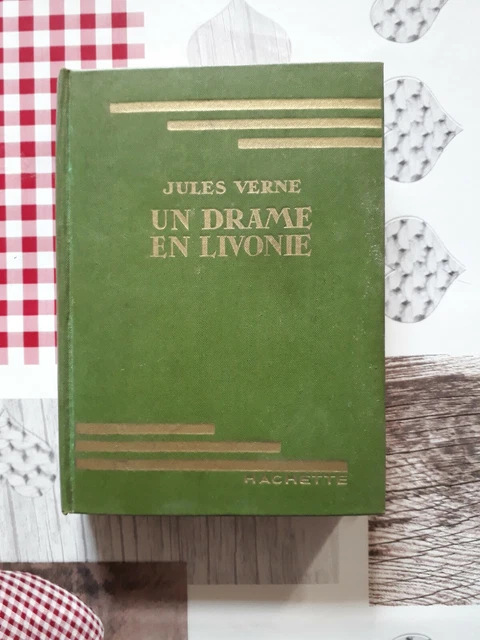 JULES VERNE
UN DRAME
EN LIVONIE
HACHETTE